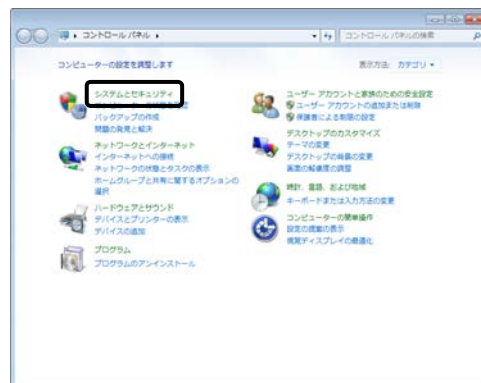 コントロール パネル
コントロール パネルの検索
コンピューターの設定を調整します
表示方法: カテゴリ
システムとセキュリティ
バックアップの作成
問題の発見と解決
ネットワークとインターネット
インターネットへの接続
ネットワークの状態とタスクの表示
ホームグループと共有に関するオプションの
選択
ハードウェアとサウンド
デバイスとプリンターの表示
デバイスの追加
プログラム
プログラムのアンインストール
ユーザー アカウントと家族のための安全設定
ユーザー アカウントの追加または削除
保護者による制限の設定
デスクトップのカスタマイズ
テーマの変更
デスクトップの背景の変更
画面の解像度の調整
時計、言語、および地域
キーボードまたは入力方法の変更
コンピューターの簡単操作
設定の提案の表示
視覚ディスプレイの最適化